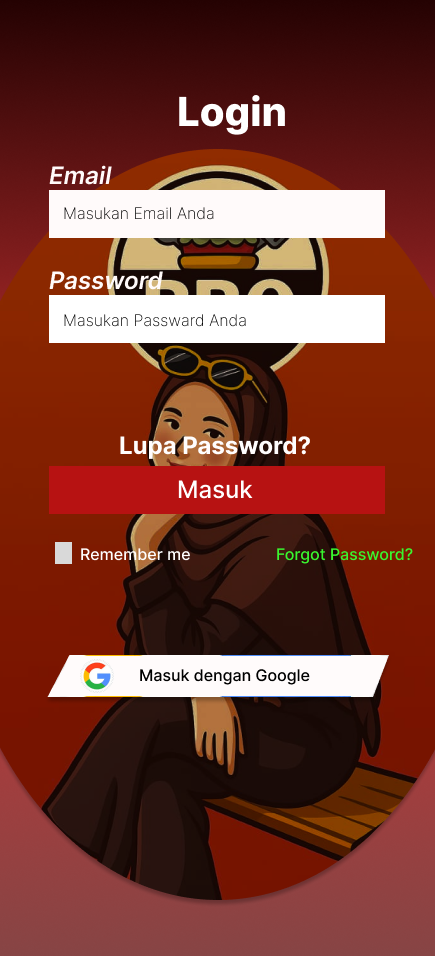 Login
Email
Masukan Email Anda
Password
Masukan Passward Anda
Lupa Password?
Masuk
Remember me
Forgot Password?
Masuk dengan Google